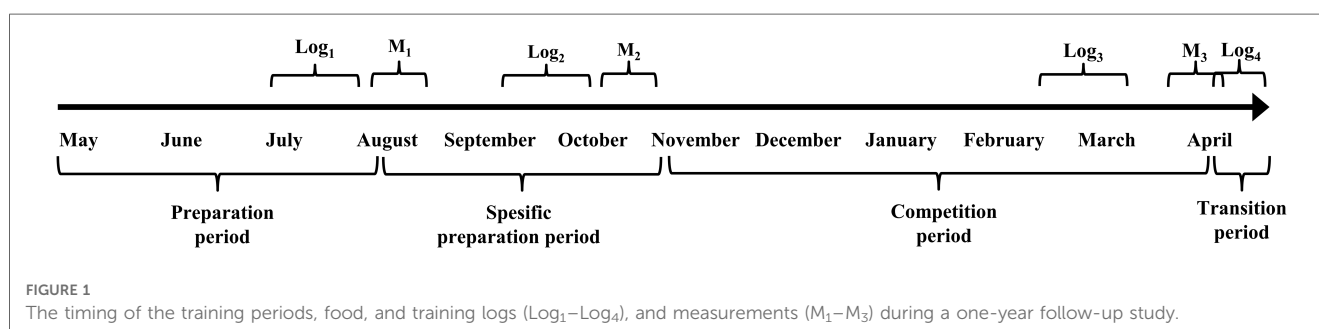 Log₁ M₁ Log₂ M₂ Log₃ M₃ Log₄
May June July August September October November December January February March April
Preparation period
Spesific preparation period
Competition period
Transition period
FIGURE 1
The timing of the training periods, food, and training logs (Log₁–Log₄), and measurements (M₁–M₃) during a one-year follow-up study.